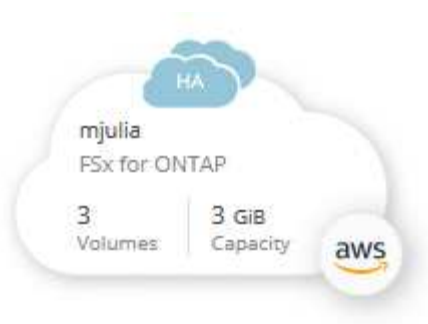 HA
mjulia
FSx for ONTAP
3 3 GiB
Volumes Capacity
aws